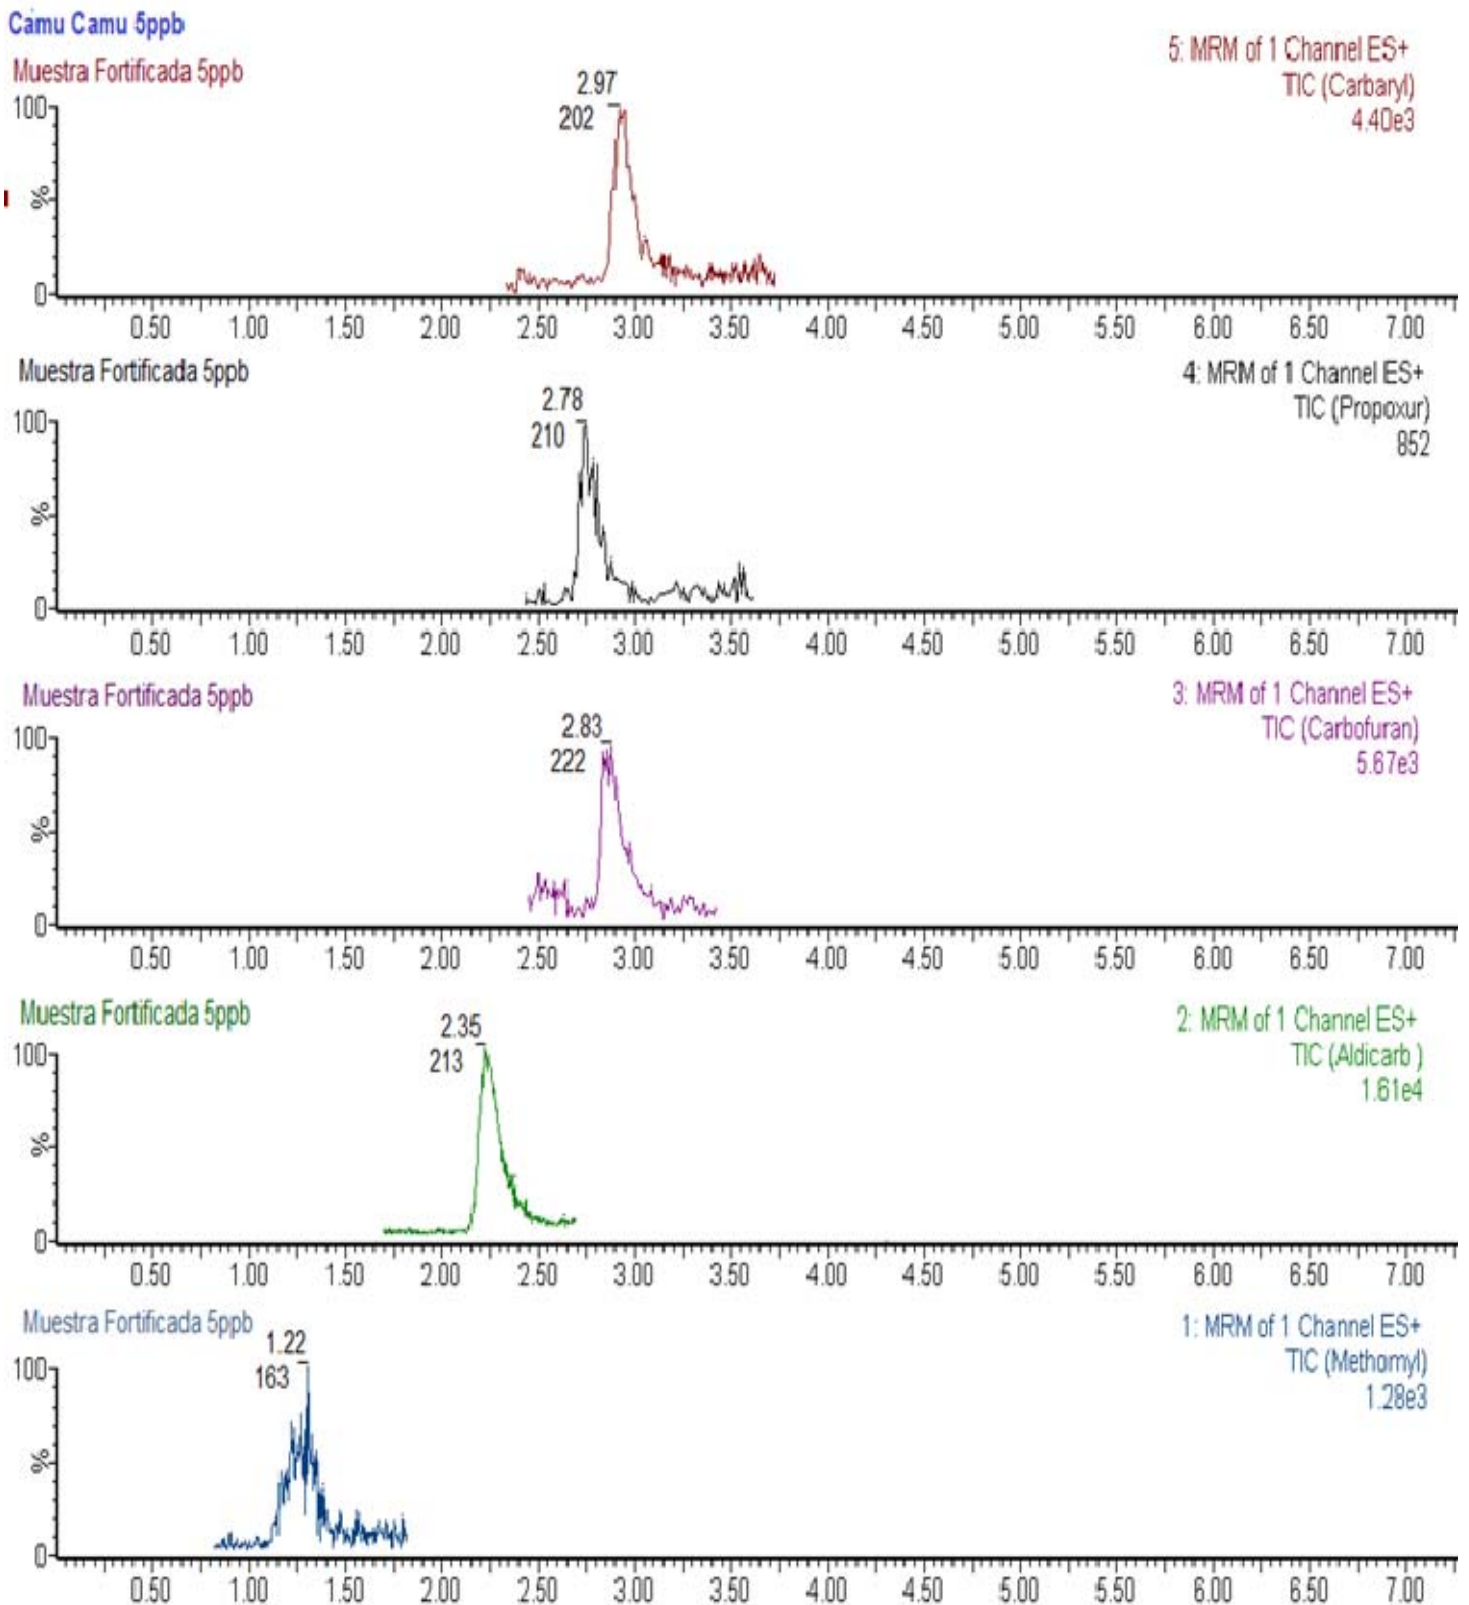 Camu Camu 5ppb
Muestra Fortificada 5ppb
5: MRM of 1 Channel ES+
TIC (Carbaryl)
4.40e3
2.97
202
100
%
0
0.50 1.00 1.50 2.00 2.50 3.00 3.50 4.00 4.50 5.00 5.50 6.00 6.50 7.00
Muestra Fortificada 5ppb
4: MRM of 1 Channel ES+
TIC (Propoxur)
852
2.78
210
100
%
0
0.50 1.00 1.50 2.00 2.50 3.00 3.50 4.00 4.50 5.00 5.50 6.00 6.50 7.00
Muestra Fortificada 5ppb
3: MRM of 1 Channel ES+
TIC (Carbofuran)
5.67e3
2.83
222
100
%
0
0.50 1.00 1.50 2.00 2.50 3.00 3.50 4.00 4.50 5.00 5.50 6.00 6.50 7.00
Muestra Fortificada 5ppb
2: MRM of 1 Channel ES+
TIC (Aldicarb )
1.61e4
2.35
213
100
%
0
0.50 1.00 1.50 2.00 2.50 3.00 3.50 4.00 4.50 5.00 5.50 6.00 6.50 7.00
Muestra Fortificada 5ppb
1: MRM of 1 Channel ES+
TIC (Methomyl)
1.28e3
1.22
163
100
%
0
0.50 1.00 1.50 2.00 2.50 3.00 3.50 4.00 4.50 5.00 5.50 6.00 6.50 7.00